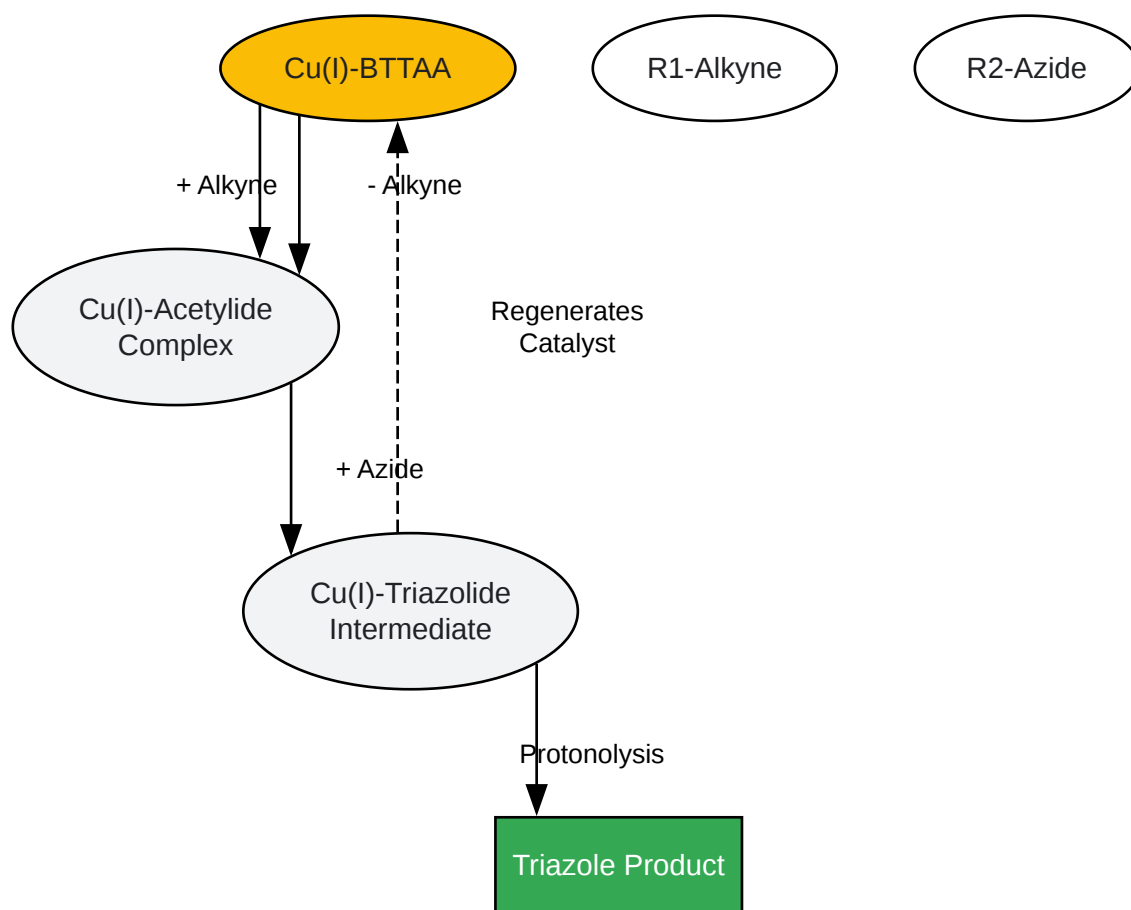 Cu(I)-BTTAA
R1-Alkyne
R2-Azide
+ Alkyne
- Alkyne
Cu(I)-Acetylide
Complex
Regenerates
Catalyst
+ Azide
Cu(I)-Triazolide
Intermediate
Protonolysis
Triazole Product